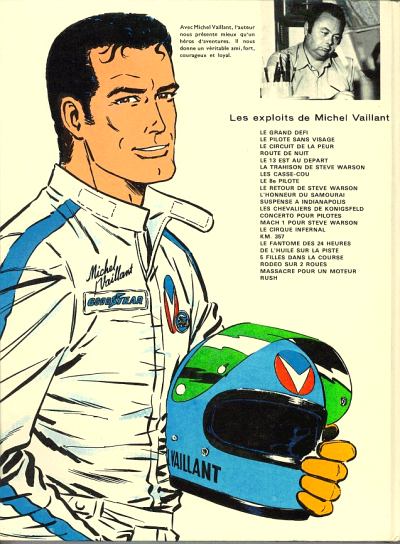 Avec Michel Vaillant, l'auteur
nous présente mieux qu'un
héros d'aventures. Il nous
donne un véritable ami, fort,
courageux et loyal.
Les exploits de Michel Vaillant
LE GRAND DEFI
LE PILOTE SANS VISAGE
LE CIRCUIT DE LA PEUR
ROUTE DE NUIT
LE 13 EST AU DEPART
LA TRAHISON DE STEVE WARSON
LES CASSE-COU
LE 8e PILOTE
LE RETOUR DE STEVE WARSON
L'HONNEUR DU SAMOURAI
SUSPENSE A INDIANAPOLIS
LES CHEVALIERS DE KONIGSFELD
CONCERTO POUR PILOTES
MACH 1 POUR STEVE WARSON
LE CIRQUE INFERNAL
KM. 357
LE FANTOME DES 24 HEURES
DE L'HUILE SUR LA PISTE
5 FILLES DANS LA COURSE
RODEO SUR 2 ROUES
MASSACRE POUR UN MOTEUR
RUSH
Michel
Vaillant
GOODYEAR
V
V
VAILLANT